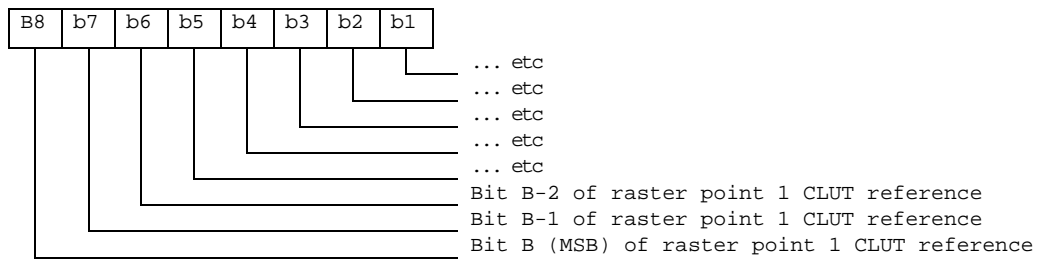 B8 b7 b6 b5 b4 b3 b2 b1
... etc
... etc
... etc
... etc
... etc
Bit B-2 of raster point 1 CLUT reference
Bit B-1 of raster point 1 CLUT reference
Bit B (MSB) of raster point 1 CLUT reference